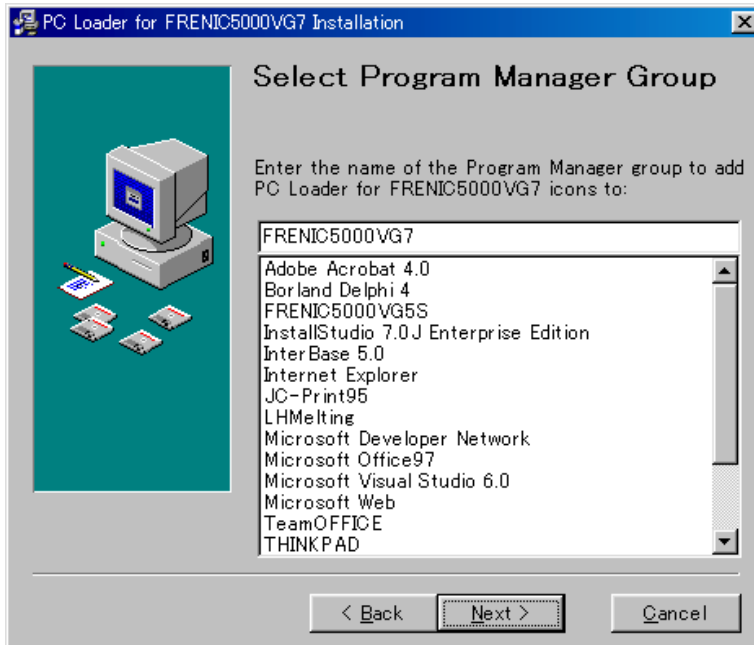 PC Loader for FRENIC5000VG7 Installation
Select Program Manager Group
Enter the name of the Program Manager group to add
PC Loader for FRENIC5000VG7 icons to:
FRENIC5000VG7
Adobe Acrobat 4.0
Borland Delphi 4
FRENIC5000VG5S
InstallStudio 7.0J Enterprise Edition
InterBase 5.0
Internet Explorer
JC-Print95
LHMelting
Microsoft Developer Network
Microsoft Office97
Microsoft Visual Studio 6.0
Microsoft Web
TeamOFFICE
THINKPAD
< Back
Next >
Cancel